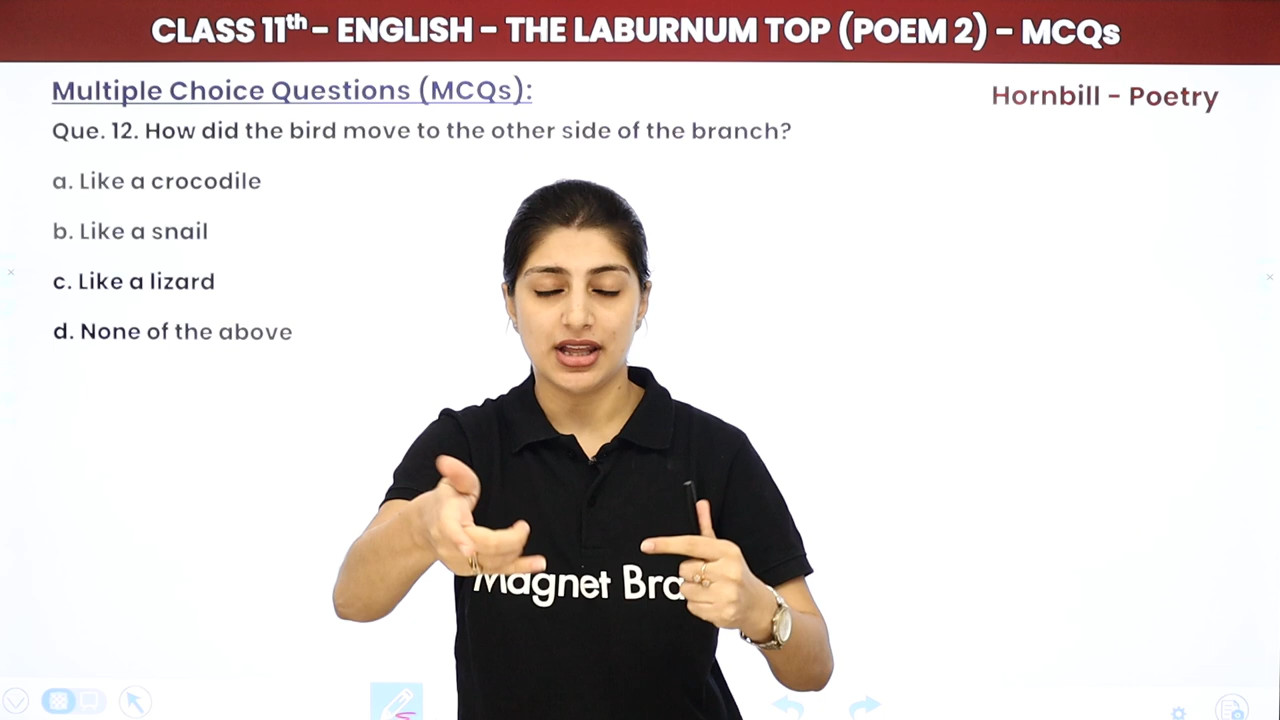 CLASS 11th - ENGLISH - THE LABURNUM TOP (POEM 2) - MCQs
Multiple Choice Questions (MCQs):
Hornbill - Poetry
Que. 12. How did the bird move to the other side of the branch?
a. Like a crocodile
b. Like a snail
c. Like a lizard
d. None of the above
Magnet Bra